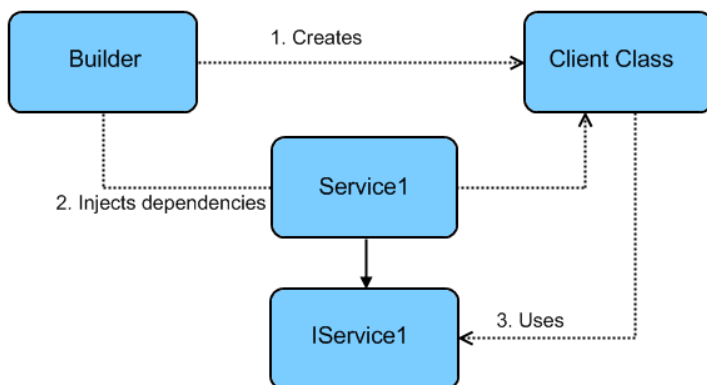 Builder
1. Creates
Client Class
Service1
2. Injects dependencies
IService1
3. Uses